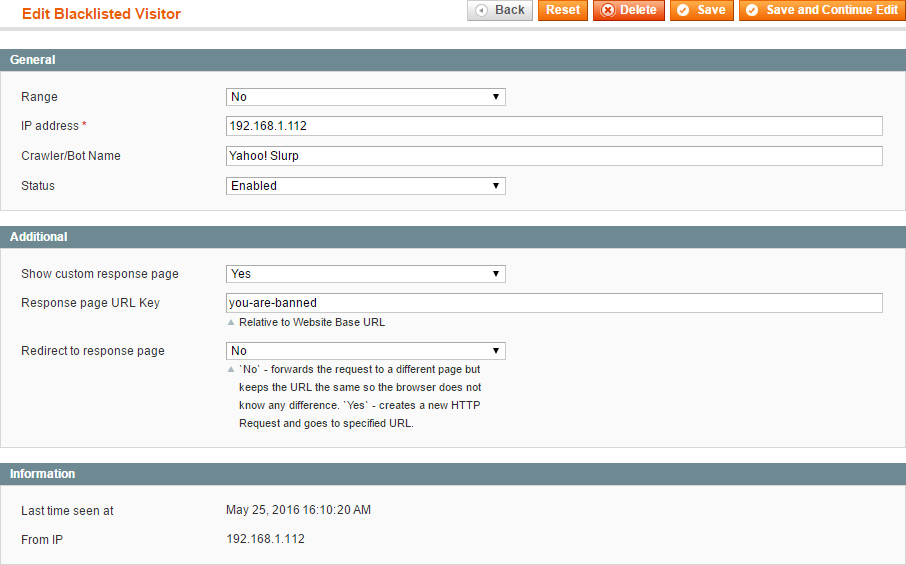 Edit Blacklisted Visitor
Back Reset Delete Save Save and Continue Edit
General
Range No
IP address * 192.168.1.112
Crawler/Bot Name Yahoo! Slurp
Status Enabled
Additional
Show custom response page Yes
Response page URL Key you-are-banned
Relative to Website Base URL
Redirect to response page No
`No` - forwards the request to a different page but
keeps the URL the same so the browser does not
know any difference. `Yes` - creates a new HTTP
Request and goes to specified URL.
Information
Last time seen at May 25, 2016 16:10:20 AM
From IP 192.168.1.112